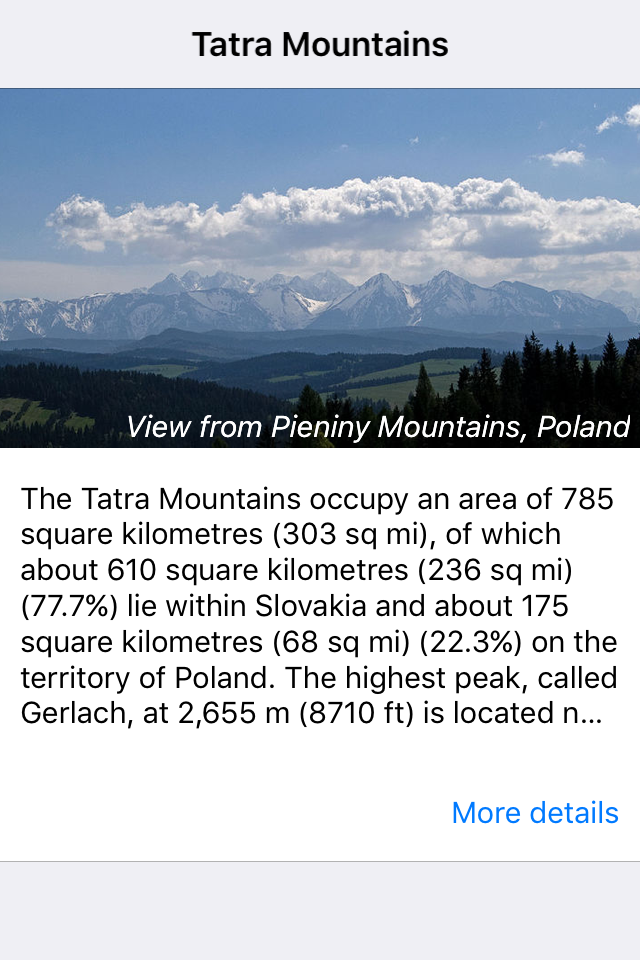 Tatra Mountains
View from Pieniny Mountains, Poland
The Tatra Mountains occupy an area of 785
square kilometres (303 sq mi), of which
about 610 square kilometres (236 sq mi)
(77.7%) lie within Slovakia and about 175
square kilometres (68 sq mi) (22.3%) on the
territory of Poland. The highest peak, called
Gerlach, at 2,655 m (8710 ft) is located n...
More details